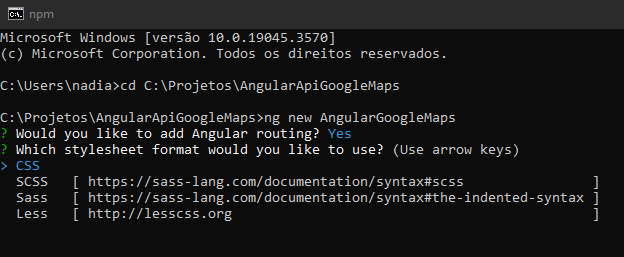 npm
Microsoft Windows [versão 10.0.19045.3570]
(c) Microsoft Corporation. Todos os direitos reservados.
C:\Users\nadia>cd C:\Projetos\AngularApiGoogleMaps
C:\Projetos\AngularApiGoogleMaps>ng new AngularGoogleMaps
? Would you like to add Angular routing? Yes
? Which stylesheet format would you like to use? (Use arrow keys)
> CSS
SCSS [ https://sass-lang.com/documentation/syntax#scss ]
Sass [ https://sass-lang.com/documentation/syntax#the-indented-syntax ]
Less [ http://lesscss.org ]